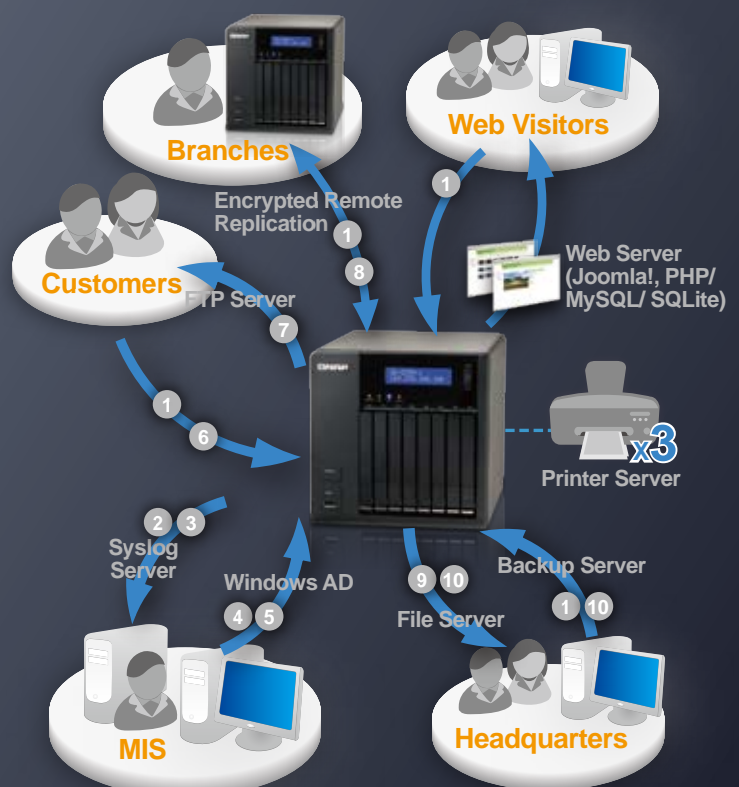 Branches
Web Visitors
1
Encrypted Remote
Replication
1
8
Web Server
(Joomla!, PHP/
MySQL/ SQLite)
Customers
FTP Server
7
1
6
x3
Printer Server
2 3
Syslog
Server
Windows AD
4 5
9 10
File Server
Backup Server
1 10
MIS
Headquarters